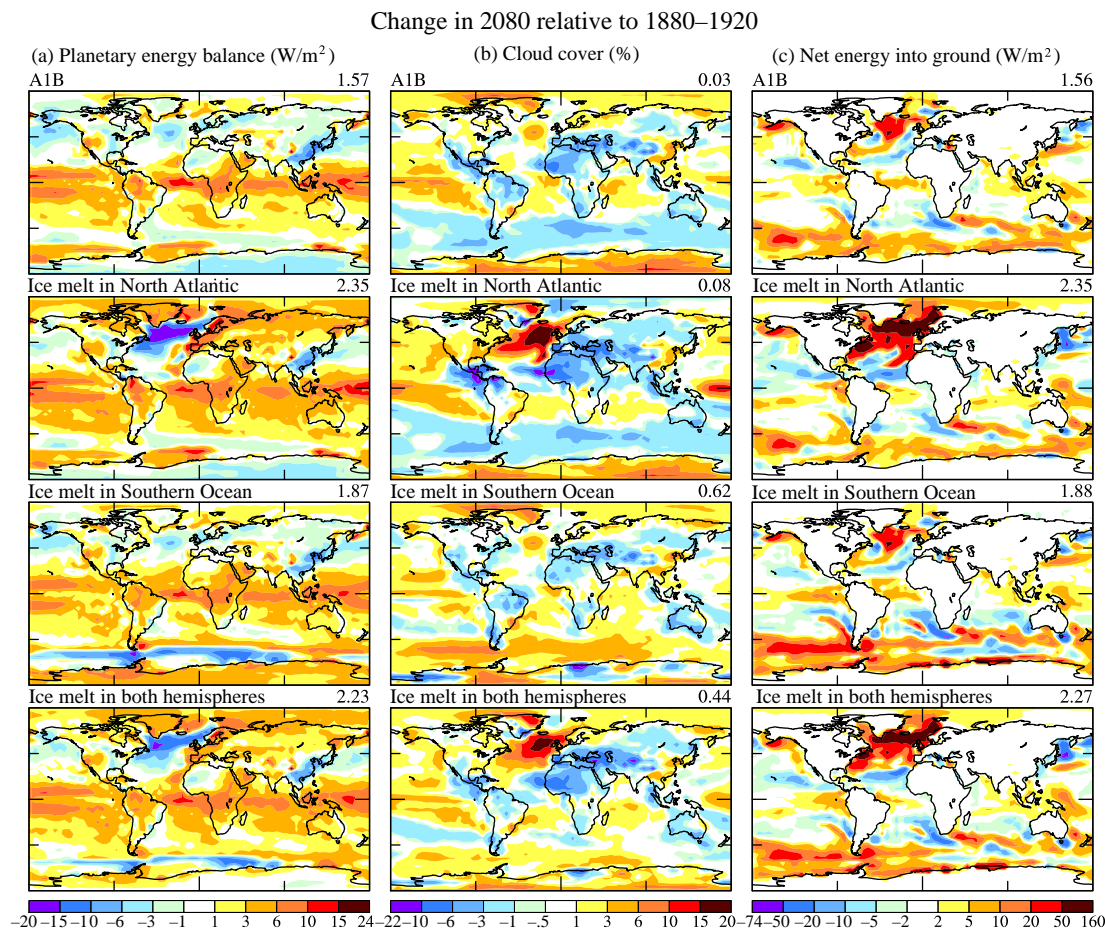 Change in 2080 relative to 1880–1920
(a) Planetary energy balance (W/m²) (b) Cloud cover (%) (c) Net energy into ground (W/m²)
A1B 1.57 A1B 0.03 A1B 1.56
Ice melt in North Atlantic 2.35 Ice melt in North Atlantic 0.08 Ice melt in North Atlantic 2.35
Ice melt in Southern Ocean 1.87 Ice melt in Southern Ocean 0.62 Ice melt in Southern Ocean 1.88
Ice melt in both hemispheres 2.23 Ice melt in both hemispheres 0.44 Ice melt in both hemispheres 2.27
−20 −15 −10 −6 −3 −1 1 3 6 10 15 24 −22 −10 −6 −3 −1 −.5 1 3 6 10 15 20 −74 −50 −20 −10 −5 −2 2 5 10 20 50 160